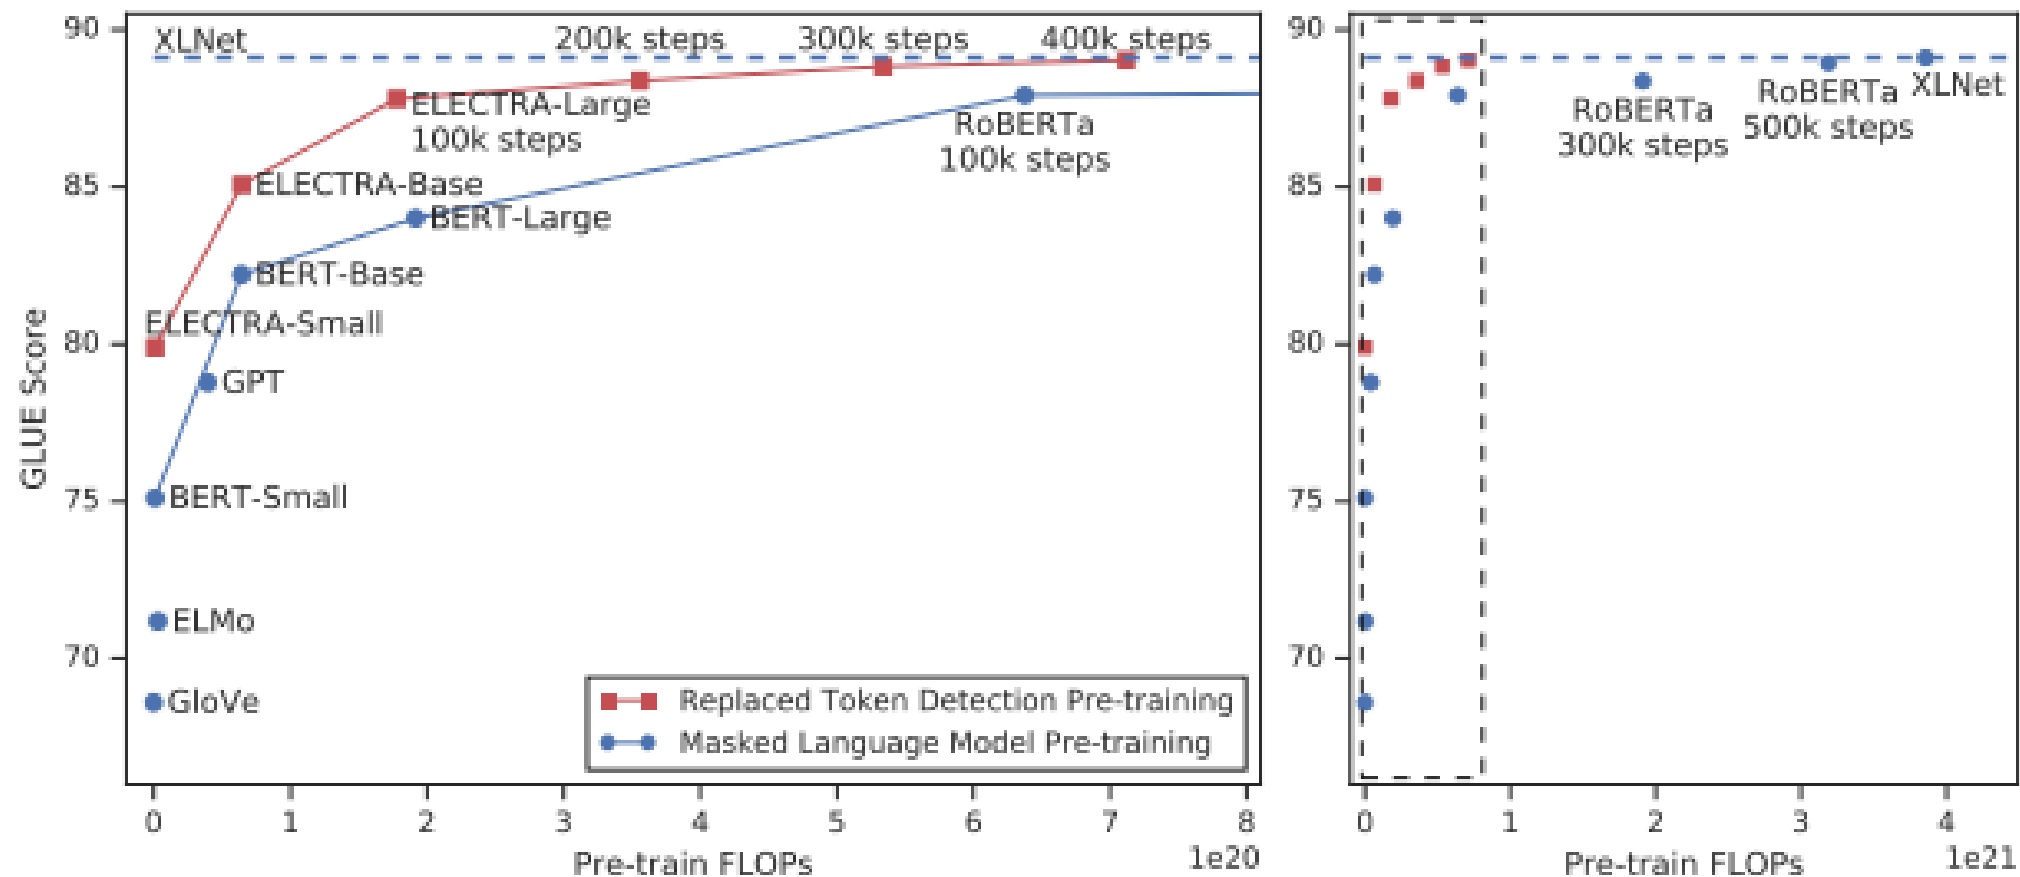 90
85
80
75
70
GLUE Score
XLNet
200k steps
300k steps
400k steps
ELECTRA-Large
100k steps
RoBERTa
100k steps
ELECTRA-Base
BERT-Large
BERT-Base
ELECTRA-Small
GPT
BERT-Small
ELMo
GloVe
Replaced Token Detection Pre-training
Masked Language Model Pre-training
0 1 2 3 4 5 6 7 8
1e20
Pre-train FLOPs
90
85
80
75
70
RoBERTa
300k steps
RoBERTa
500k steps
XLNet
0 1 2 3 4
1e21
Pre-train FLOPs